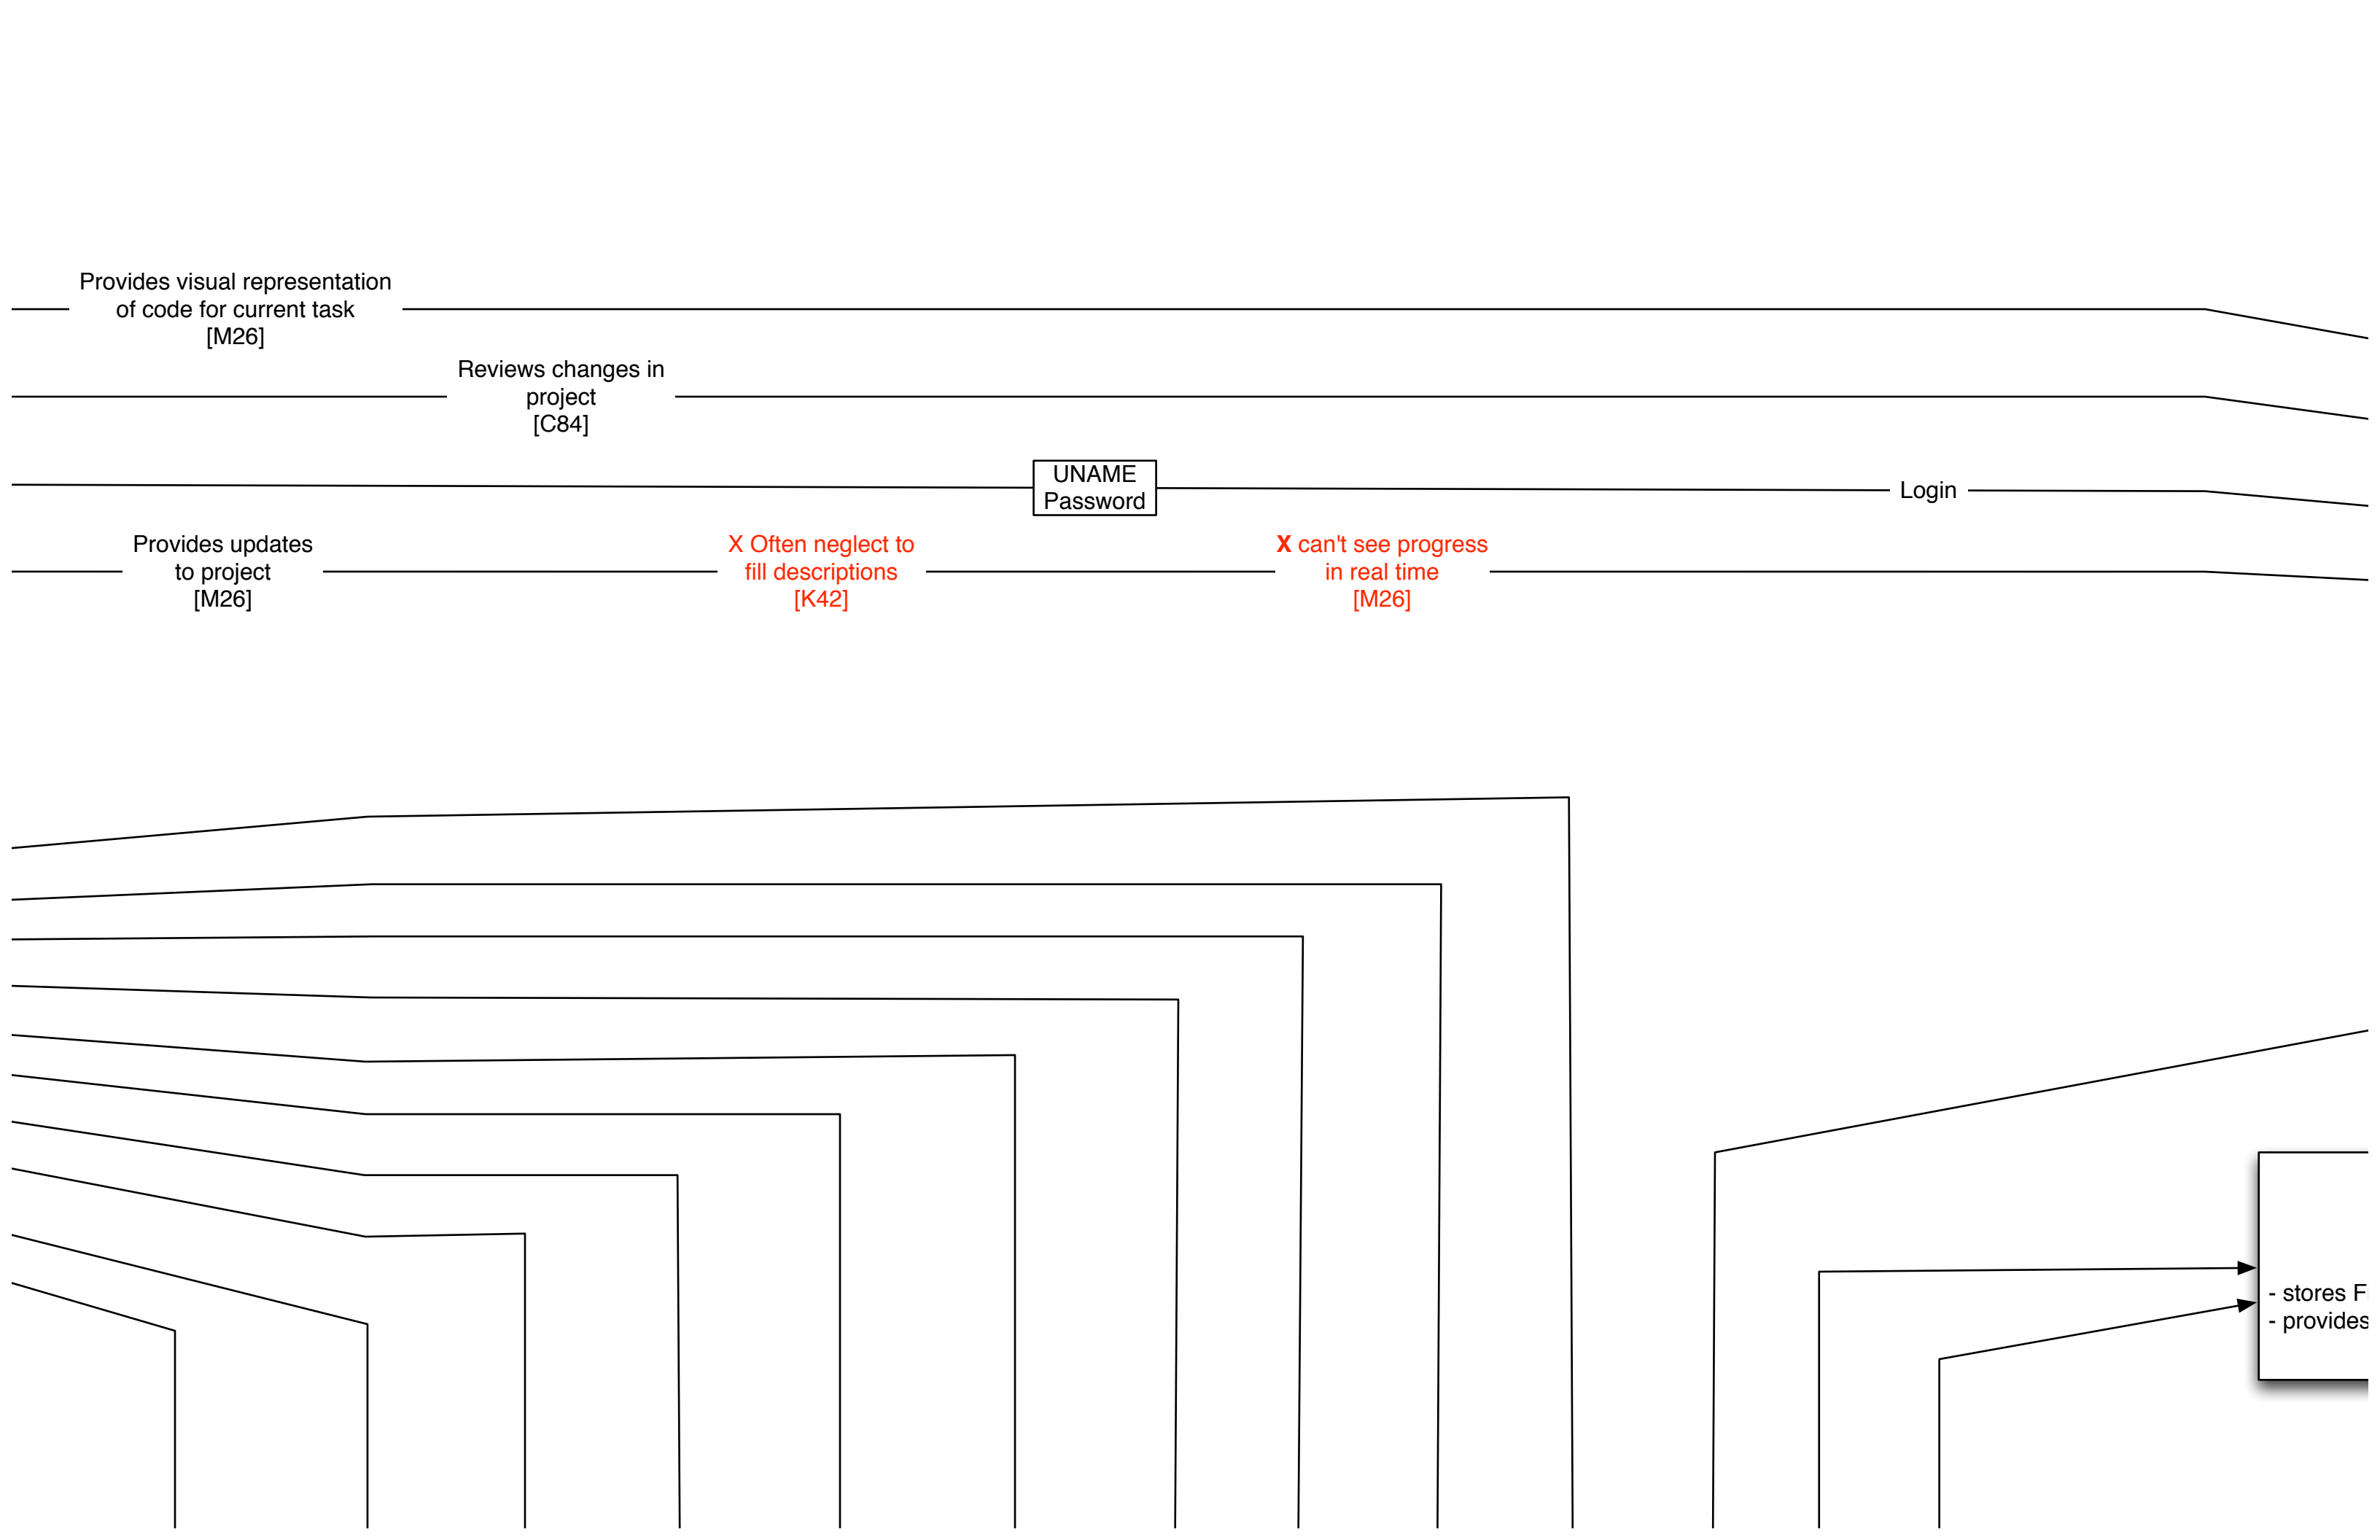 Provides visual representation
of code for current task
[M26]
Reviews changes in
project
[C84]
UNAME
Password
Login
Provides updates
to project
[M26]
X Often neglect to
fill descriptions
[K42]
X can't see progress
in real time
[M26]
- stores
- provides